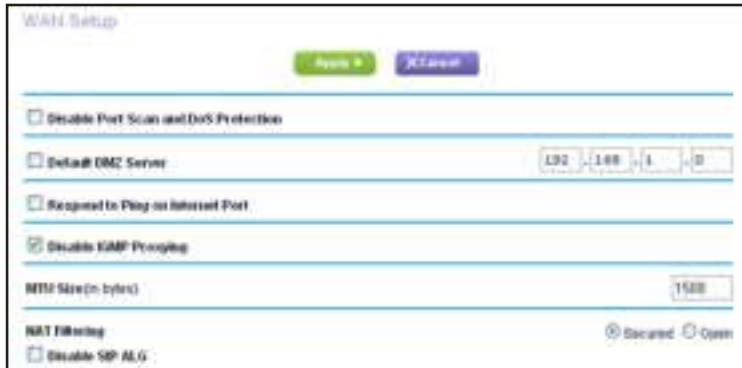 WAN Setup
Apply ▶ X Cancel
Disable Port Scan and DoS Protection
Default DMZ Server 192 . 168 . 1 . 0
Respond to Ping on Internet Port
Disable IGMP Proxying
MTU Size(in bytes) 1500
NAT Filtering Secured Open
Disable SIP ALG